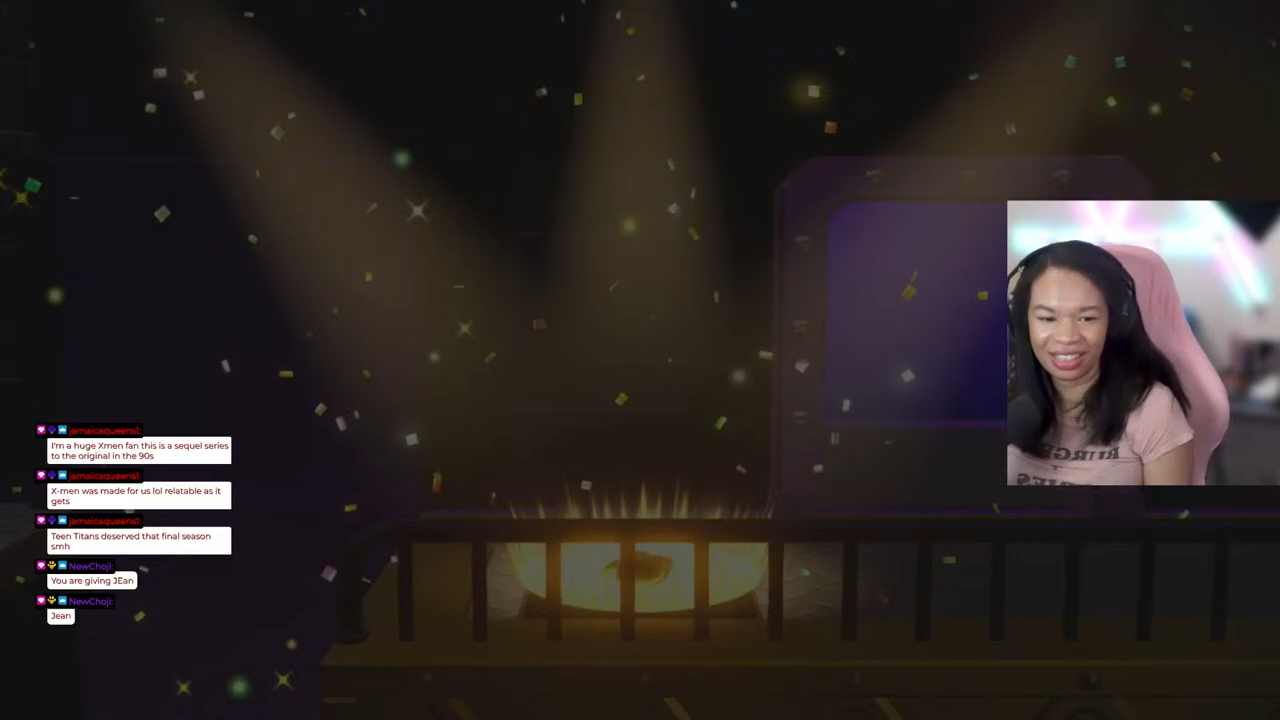 jamaicaqueens1:
I'm a huge Xmen fan this is a sequel series
to the original in the 90s
jamaicaqueens1:
X-men was made for us lol relatable as it
gets
jamaicaqueens1:
Teen Titans deserved that final season
smh
NewChoji:
You are giving JEan
NewChoji:
Jean